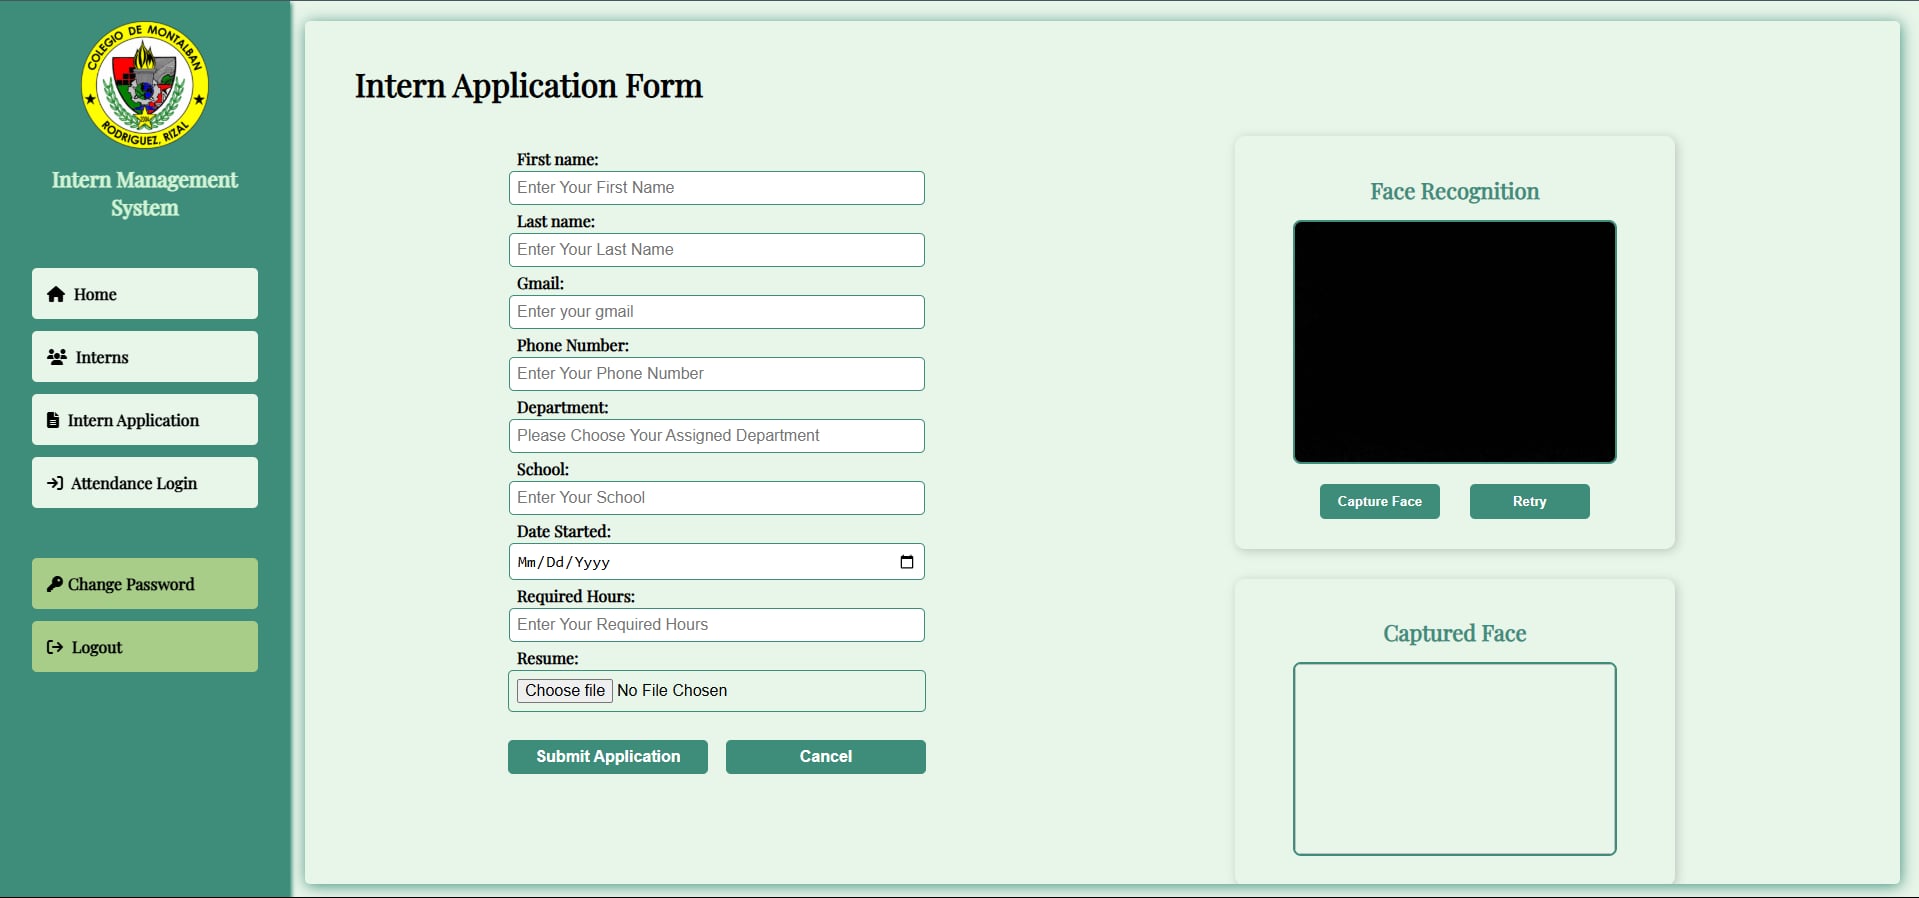 COLEGIO DE MONTALBAN
2004
RODRIGUEZ, RIZAL
Intern Management
System
Home
Interns
Intern Application
Attendance Login
Change Password
Logout
Intern Application Form
First name:
Enter Your First Name
Last name:
Enter Your Last Name
Gmail:
Enter your gmail
Phone Number:
Enter Your Phone Number
Department:
Please Choose Your Assigned Department
School:
Enter Your School
Date Started:
Mm/Dd/Yyyy
Required Hours:
Enter Your Required Hours
Resume:
Choose file No File Chosen
Submit Application Cancel
Face Recognition
Capture Face Retry
Captured Face